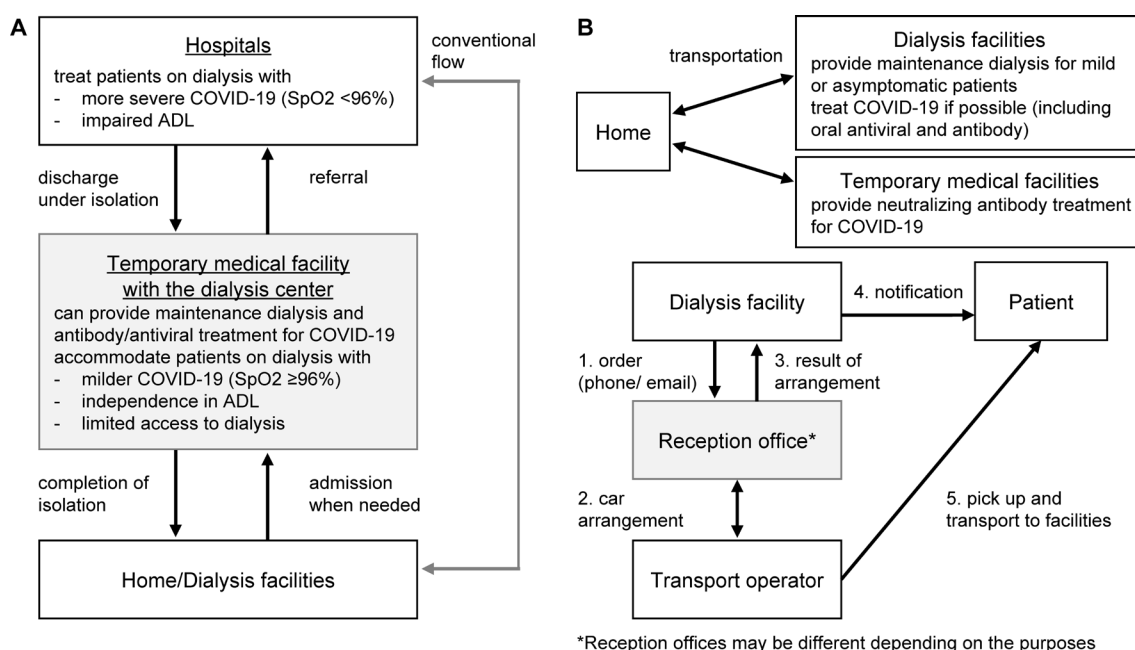 A
Hospitals
treat patients on dialysis with
- more severe COVID-19 (SpO2 <96%)
- impaired ADL
conventional
flow
discharge
under isolation
referral
Temporary medical facility
with the dialysis center
can provide maintenance dialysis and
antibody/antiviral treatment for COVID-19
accommodate patients on dialysis with
- milder COVID-19 (SpO2 ≥96%)
- independence in ADL
- limited access to dialysis
completion of
isolation
admission
when needed
Home/Dialysis facilities
B
transportation
Home
Dialysis facilities
provide maintenance dialysis for mild
or asymptomatic patients
treat COVID-19 if possible (including
oral antiviral and antibody)
Temporary medical facilities
provide neutralizing antibody treatment
for COVID-19
Dialysis facility
4. notification
Patient
1. order
(phone/ email)
3. result of
arrangement
Reception office*
2. car
arrangement
5. pick up and
transport to facilities
Transport operator
*Reception offices may be different depending on the purposes